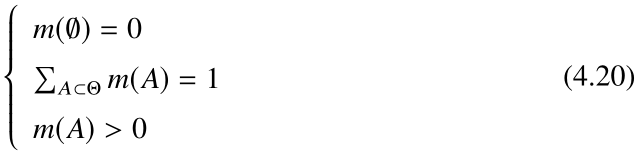 m(∅) = 0
∑_{A⊂Θ} m(A) = 1 (4.20)
m(A) > 0